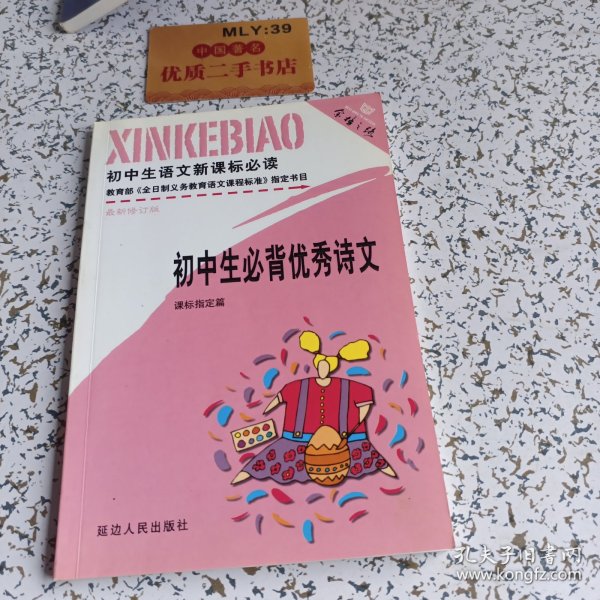 MLY:39
中国著名
优质二手书店
XINKEBIAO
初中生语文新课标必读
教育部《全日制义务教育语文课程标准》指定书目
最新修订版
初中生必背优秀诗文
课标指定篇
延边人民出版社
孔夫子旧书网
www.kongfz.com